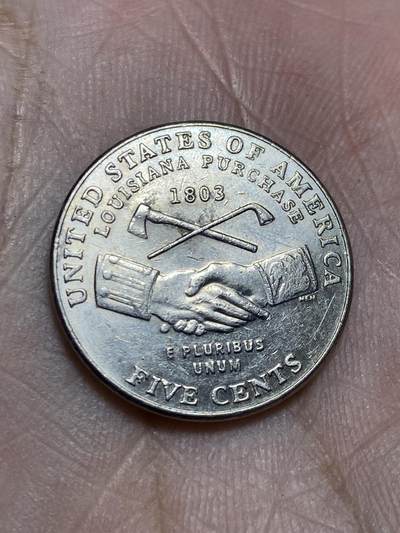 UNITED STATES OF AMERICA
LOUISIANA PURCHASE
1803
E PLURIBUS
UNUM
FIVE CENTS